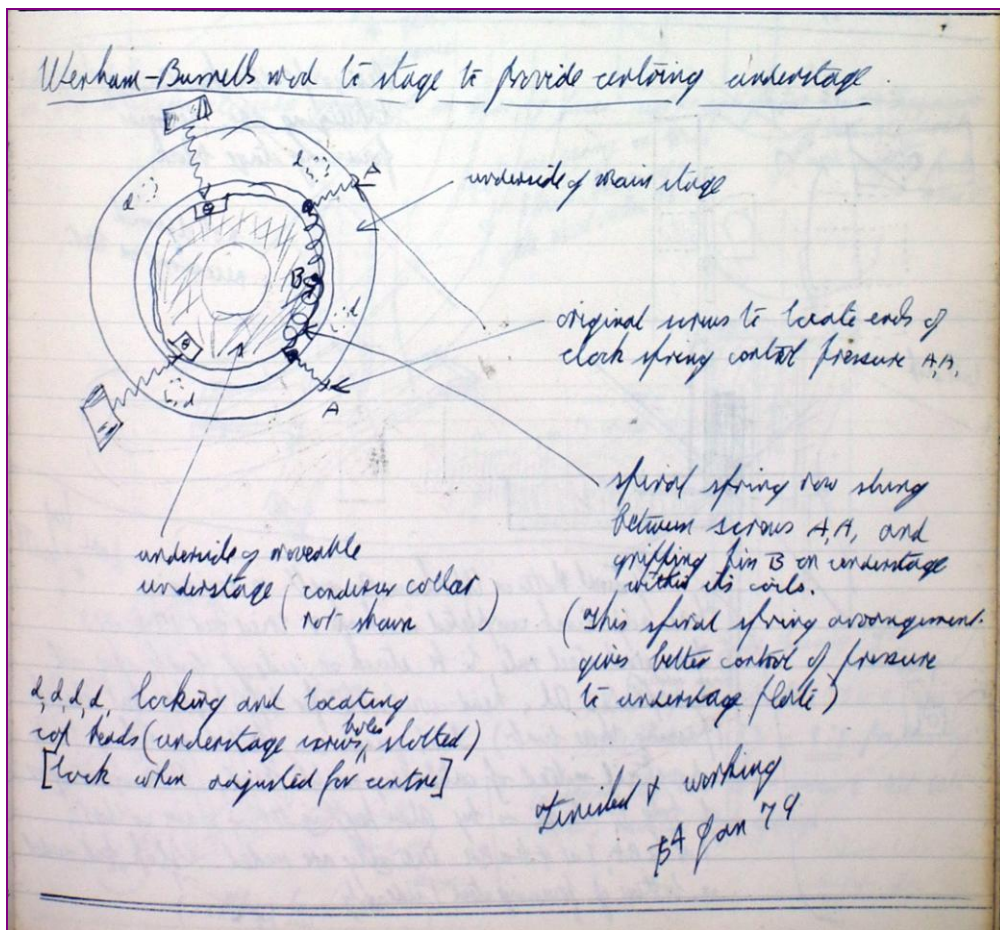 Wenham-Burrells mod to stage to provide centring understage.
d
d
A
underside of main stage
B
d
original screws to locate ends of
clock spring control pressure A,A,
d
A
spiral spring now slung
between screws A,A, and
gripping pin B on understage
within its coils.
(This spiral spring arrangement
gives better control of pressure
to understage plate)
underside of moveable
understage (condenser collar
not shown)
d,d,d,d, locking and locating
heads (understage screw holes slotted)
[lock when adjusted for centre]
Finished & working
Jan 79